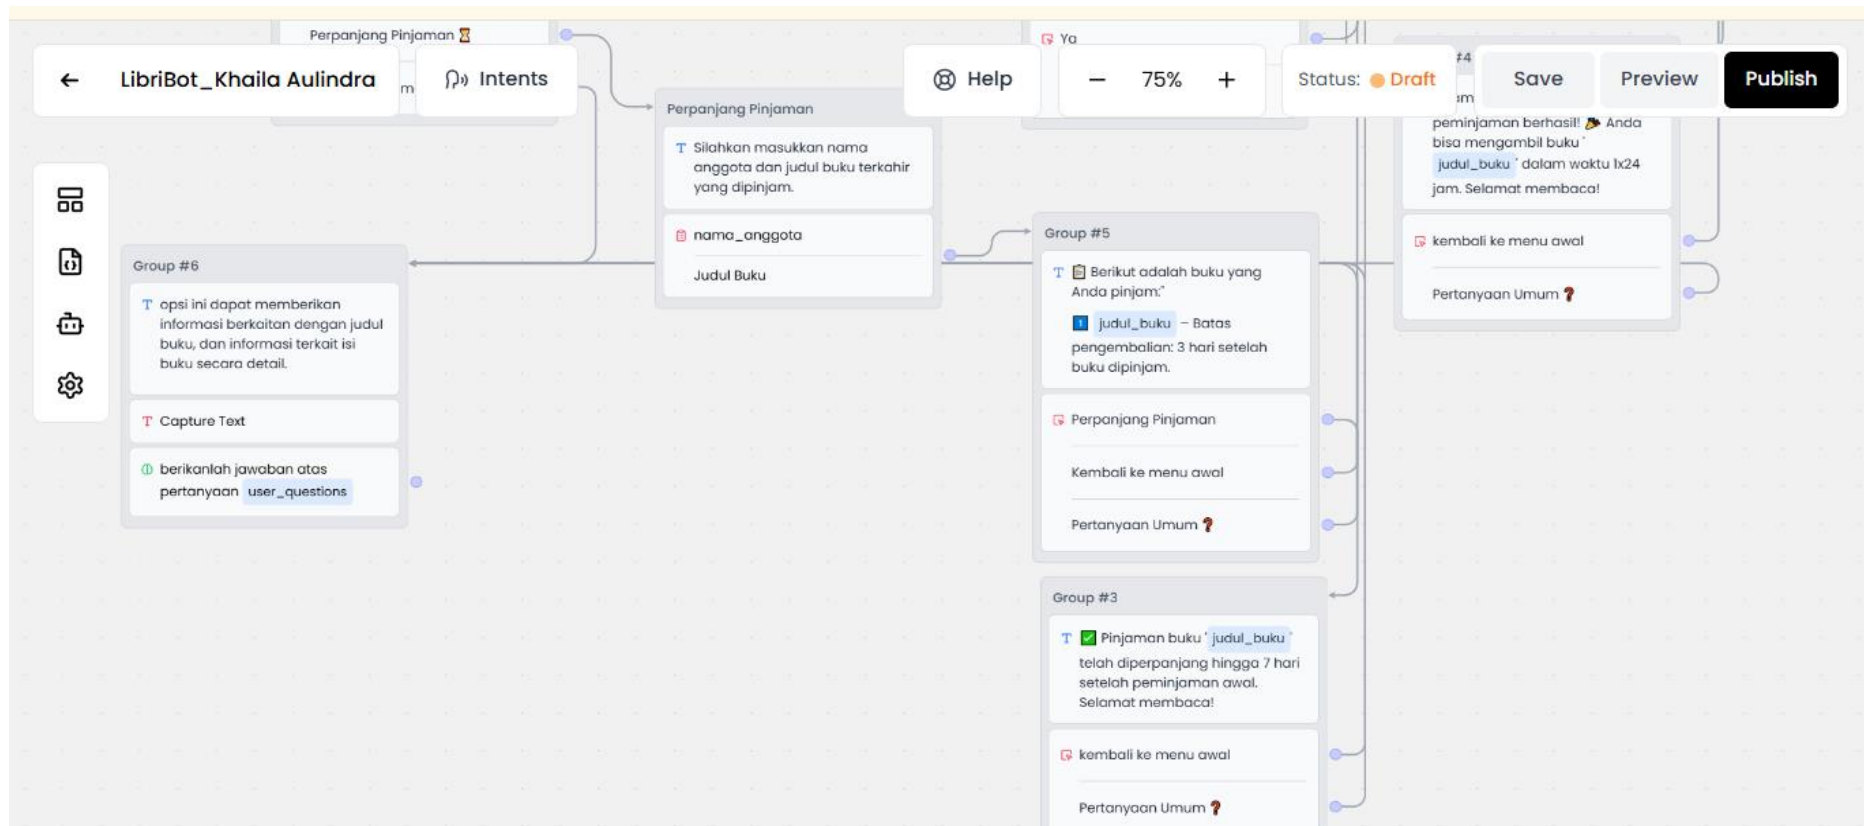 Perpanjang Pinjaman ⏳
LibriBot_Khaila Aulindra
m
Intents
Help
75%
Status: Draft
Save
Preview
Publish
Ya
#4
Perpanjang Pinjaman
Silahkan masukkan nama
anggota dan judul buku terkahir
yang dipinjam.
nama_anggota
Judul Buku
am
peminjaman berhasil! 🎉 Anda
bisa mengambil buku "
judul_buku " dalam waktu 1x24
jam. Selamat membaca!
kembali ke menu awal
Pertanyaan Umum ❓
Group #6
opsi ini dapat memberikan
informasi berkaitan dengan judul
buku, dan informasi terkait isi
buku secara detail.
Capture Text
berikanlah jawaban atas
pertanyaan user_questions
Group #5
📋 Berikut adalah buku yang
Anda pinjam:"
1️⃣ judul_buku – Batas
pengembalian: 3 hari setelah
buku dipinjam.
Perpanjang Pinjaman
Kembali ke menu awal
Pertanyaan Umum ❓
Group #3
✅ Pinjaman buku " judul_buku "
telah diperpanjang hingga 7 hari
setelah peminjaman awal.
Selamat membaca!
kembali ke menu awal
Pertanyaan Umum ❓